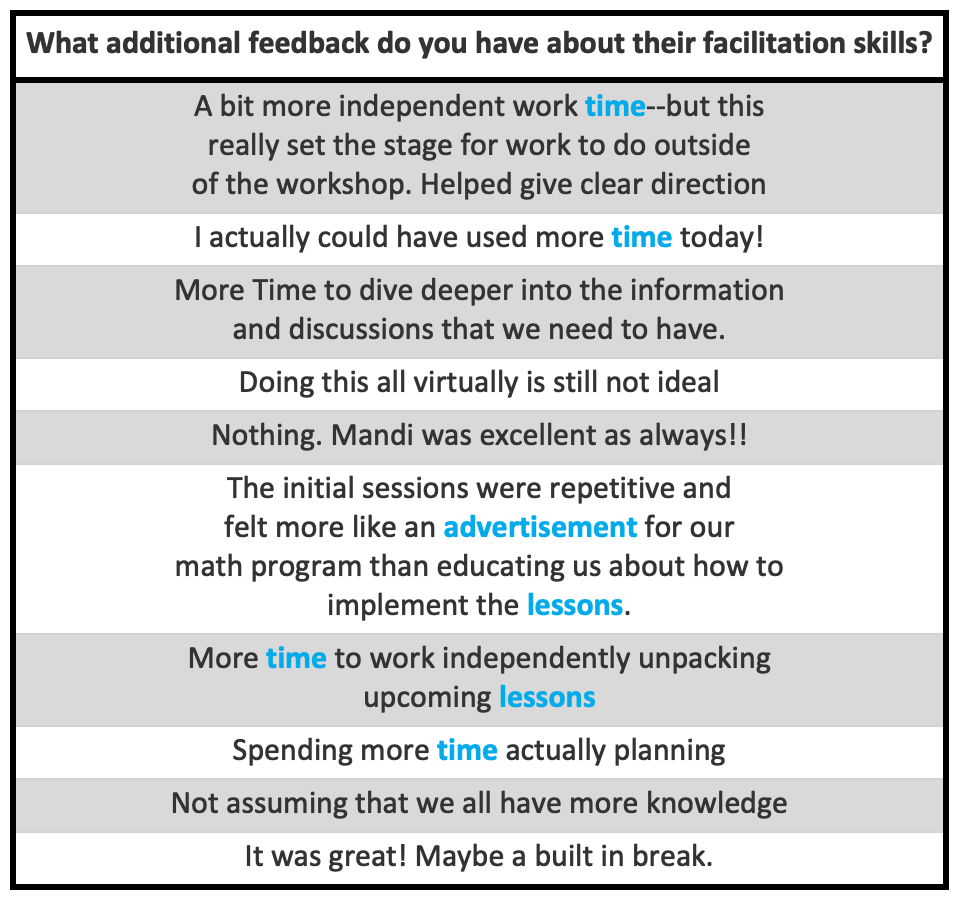 What additional feedback do you have about their facilitation skills?
A bit more independent work time--but this
really set the stage for work to do outside
of the workshop. Helped give clear direction
I actually could have used more time today!
More Time to dive deeper into the information
and discussions that we need to have.
Doing this all virtually is still not ideal
Nothing. Mandi was excellent as always!!
The initial sessions were repetitive and
felt more like an advertisement for our
math program than educating us about how to
implement the lessons.
More time to work independently unpacking
upcoming lessons
Spending more time actually planning
Not assuming that we all have more knowledge
It was great! Maybe a built in break.